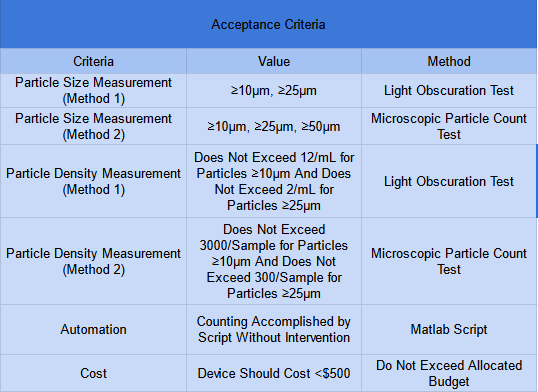 Acceptance Criteria
Criteria Value Method
Particle Size Measurement
(Method 1)
≥10μm, ≥25μm
Light Obscuration Test
Particle Size Measurement
(Method 2)
≥10μm, ≥25μm, ≥50μm
Microscopic Particle Count
Test
Particle Density Measurement
(Method 1)
Does Not Exceed 12/mL for
Particles ≥10μm And Does
Not Exceed 2/mL for
Particles ≥25μm
Light Obscuration Test
Particle Density Measurement
(Method 2)
Does Not Exceed
3000/Sample for Particles
≥10μm And Does Not
Exceed 300/Sample for
Particles ≥25μm
Microscopic Particle Count
Test
Automation
Counting Accomplished by
Script Without Intervention
Matlab Script
Cost
Device Should Cost <$500
Do Not Exceed Allocated
Budget